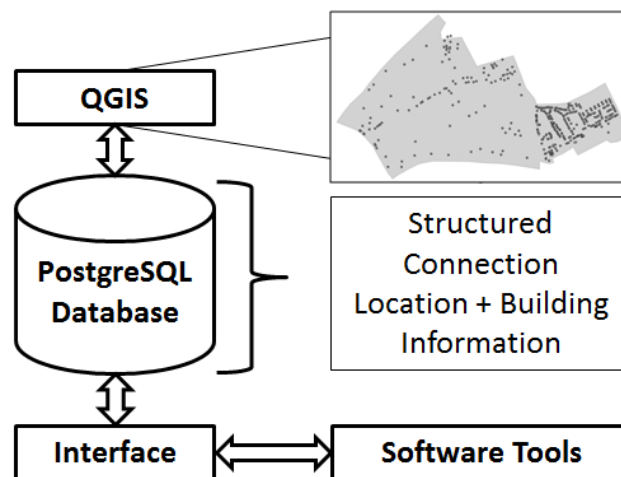 QGIS
PostgreSQL
Database
Structured
Connection
Location + Building
Information
Interface
Software Tools